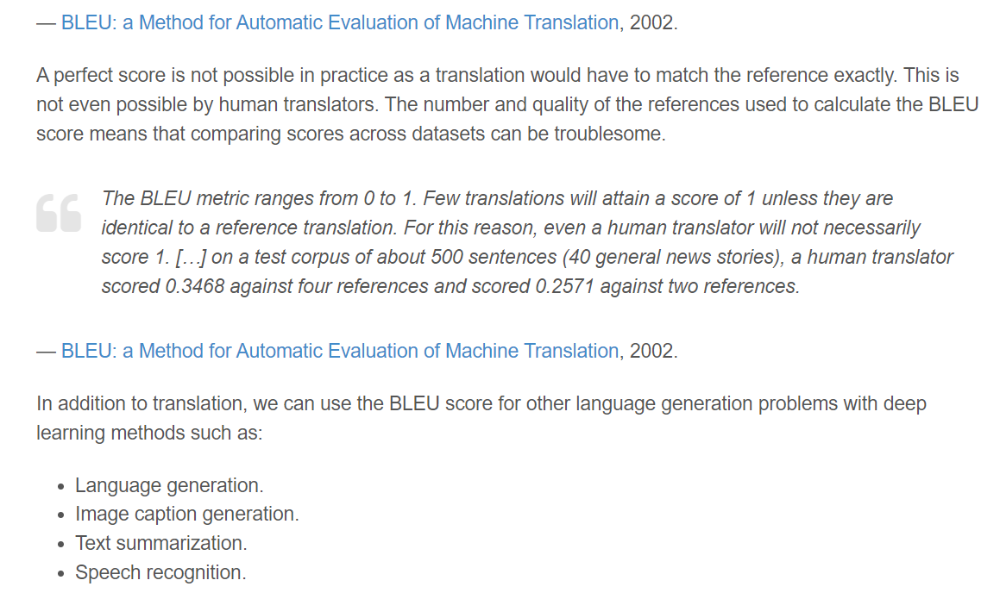 — BLEU: a Method for Automatic Evaluation of Machine Translation, 2002.
A perfect score is not possible in practice as a translation would have to match the reference exactly. This is
not even possible by human translators. The number and quality of the references used to calculate the BLEU
score means that comparing scores across datasets can be troublesome.
The BLEU metric ranges from 0 to 1. Few translations will attain a score of 1 unless they are
identical to a reference translation. For this reason, even a human translator will not necessarily
score 1. […] on a test corpus of about 500 sentences (40 general news stories), a human translator
scored 0.3468 against four references and scored 0.2571 against two references.
— BLEU: a Method for Automatic Evaluation of Machine Translation, 2002.
In addition to translation, we can use the BLEU score for other language generation problems with deep
learning methods such as:
• Language generation.
• Image caption generation.
• Text summarization.
• Speech recognition.